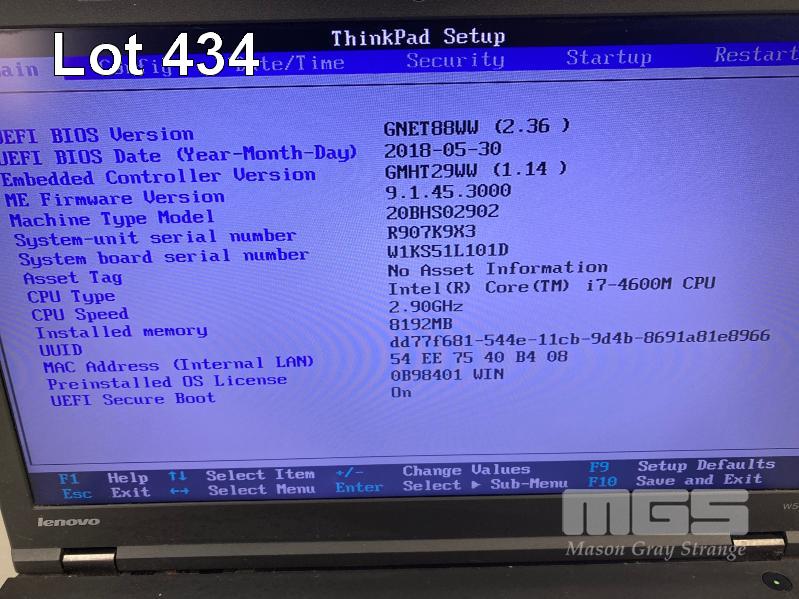 Lot 434
ThinkPad Setup
ain Config Date/Time Security Startup Restart
UEFI BIOS Version GNET88WW (2.36 )
UEFI BIOS Date (Year-Month-Day) 2018-05-30
Embedded Controller Version GMHT29WW (1.14 )
ME Firmware Version 9.1.45.3000
Machine Type Model 20BHS02902
System-unit serial number R907K9X3
System board serial number W1KS51L101D
Asset Tag No Asset Information
CPU Type Intel(R) Core(TM) i7-4600M CPU
CPU Speed 2.90GHz
Installed memory 8192MB
UUID dd77f681-544e-11cb-9d4b-8691a81e8966
MAC Address (Internal LAN) 54 EE 75 40 B4 08
Preinstalled OS License 0B98401 WIN
UEFI Secure Boot On
F1 Help ↑↓ Select Item +/- Change Values F9 Setup Defaults
Esc Exit ←→ Select Menu Enter Select ▶ Sub-Menu F10 Save and Exit
lenovo
W5
MGS
Mason Gray Strange